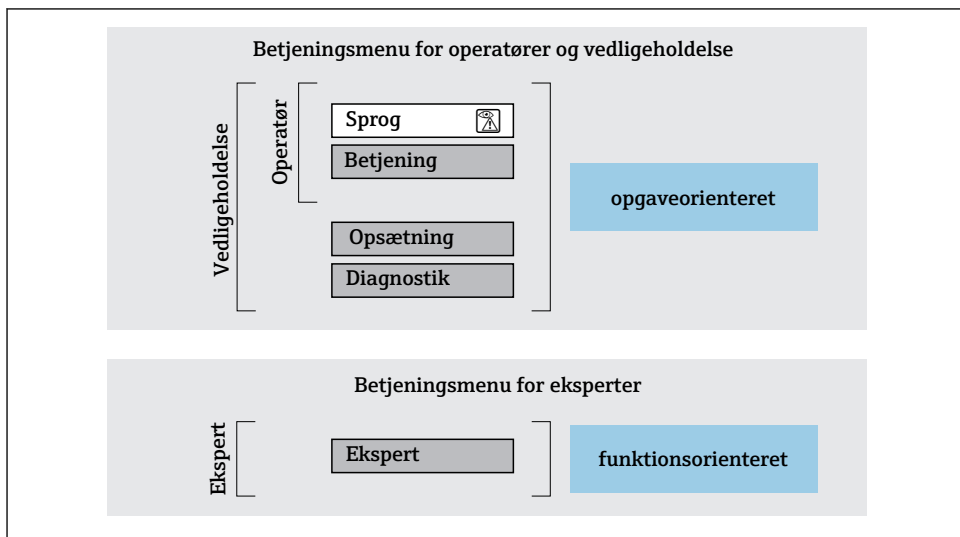 Betjeningsmenu for operatører og vedligeholdelse
Vedligeholdelse
Operatør
Sprog
Betjening
opgaveorienteret
Opsætning
Diagnostik
Betjeningsmenu for eksperter
Ekspert
Ekspert
funktionsorienteret